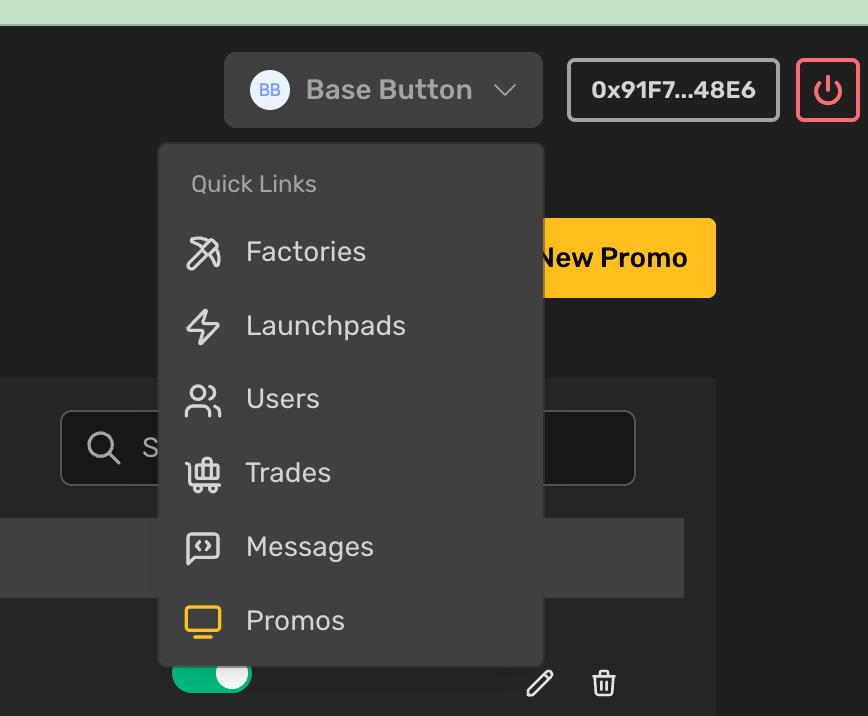 BB Base Button
0x91F7...48E6
Quick Links
Factories
New Promo
Launchpads
Users
S
Trades
Messages
Promos